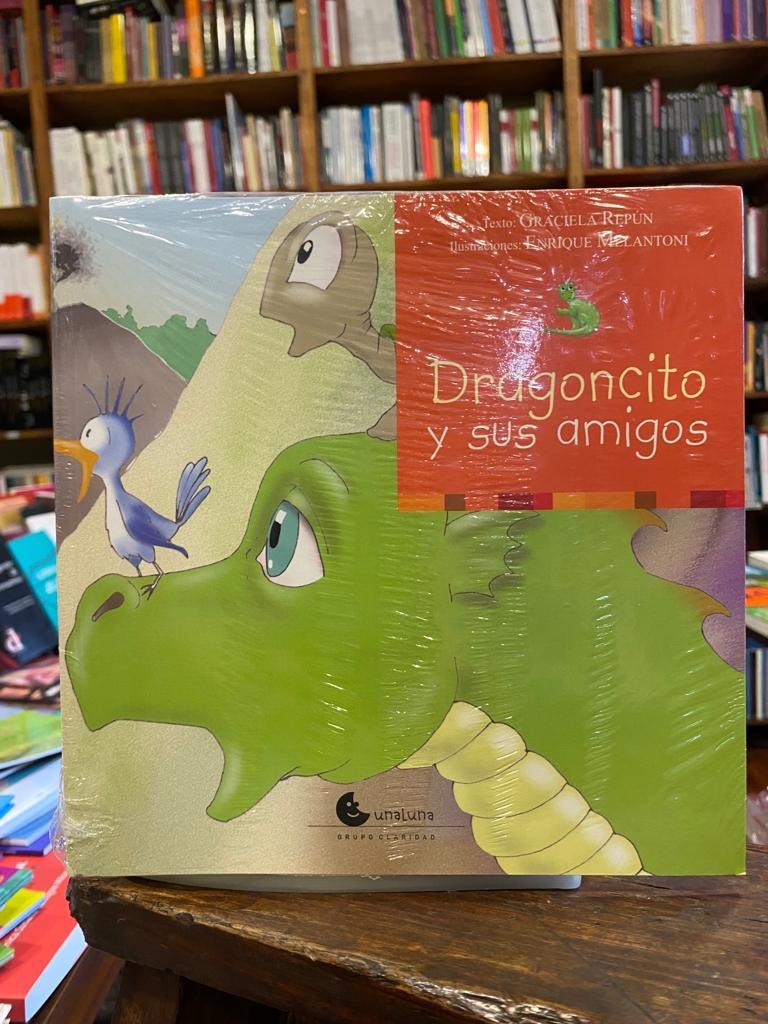 Texto: GRACIELA REPÚN
Ilustraciones: ENRIQUE MELANTONI
Dragoncito
y sus amigos
unaLuna
GRUPO CLARIDAD